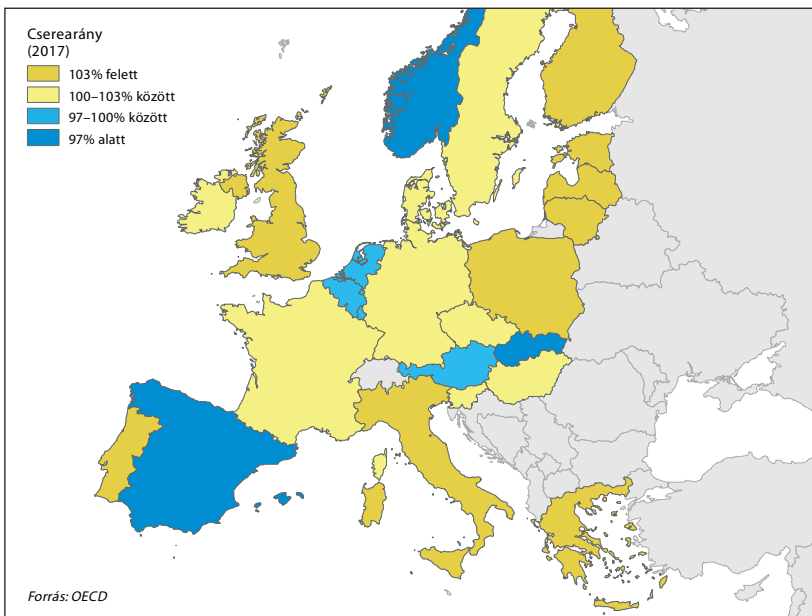 Cserearány
(2017)
103% felett
100–103% között
97–100% között
97% alatt
Forrás: OECD